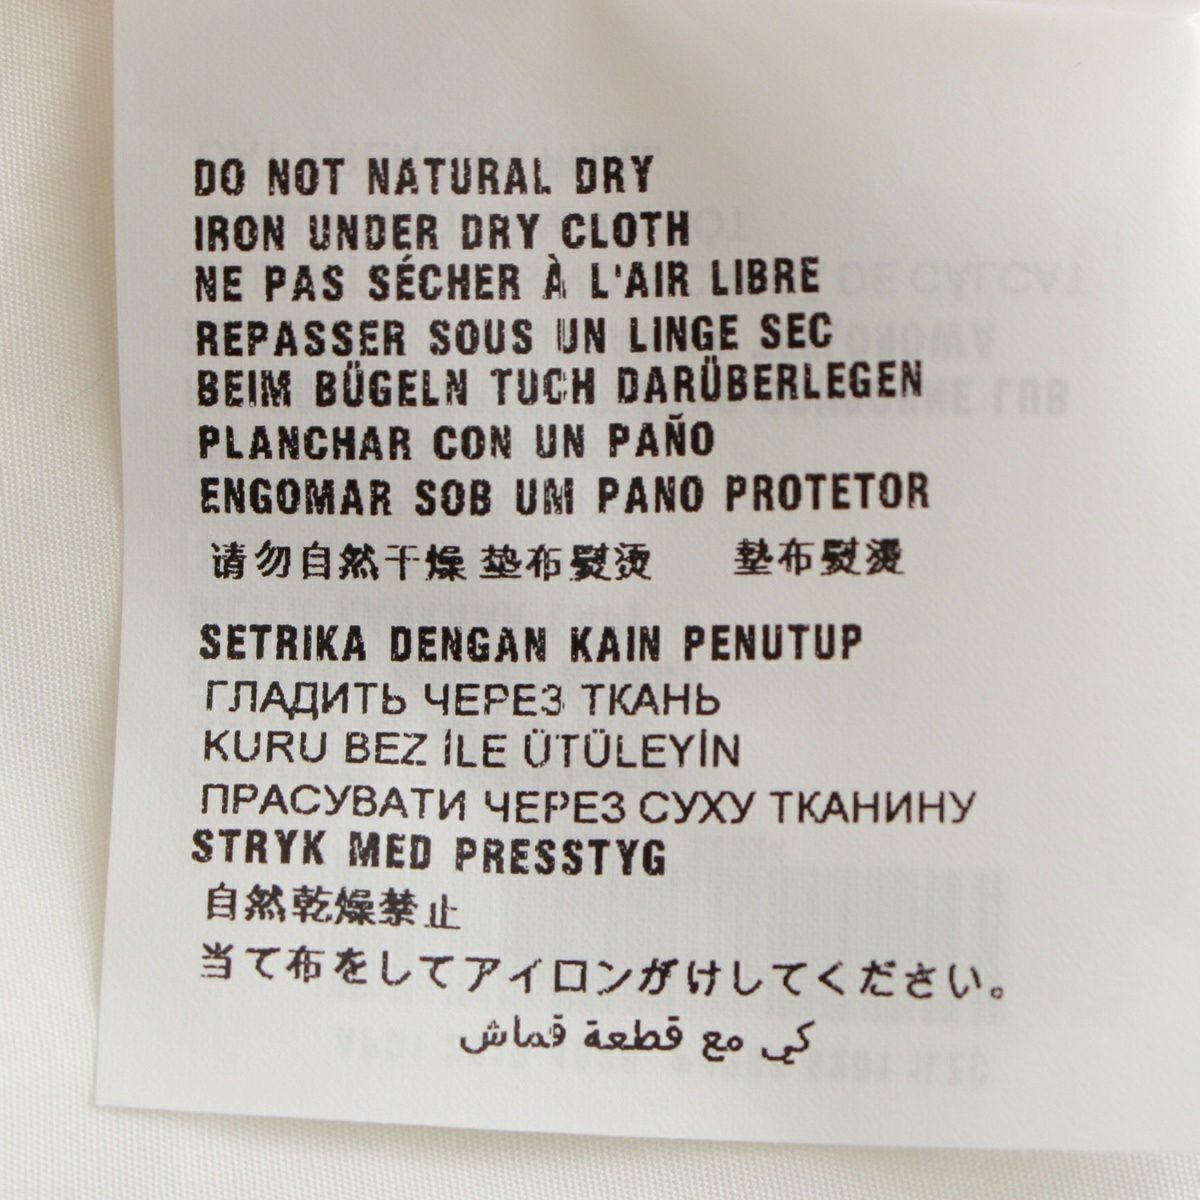 DO NOT NATURAL DRY
IRON UNDER DRY CLOTH
NE PAS SÉCHER À L'AIR LIBRE
REPASSER SOUS UN LINGE SEC
BEIM BÜGELN TUCH DARÜBERLEGEN
PLANCHAR CON UN PAÑO
ENGOMAR SOB UM PANO PROTETOR
请勿自然干燥 垫布熨烫 墊布熨燙
SETRIKA DENGAN KAIN PENUTUP
ГЛАДИТЬ ЧЕРЕЗ ТКАНЬ
KURU BEZ İLE ÜTÜLEYİN
ПРАСУВАТИ ЧЕРЕЗ СУХУ ТКАНИНУ
STRYK MED PRESSTYG
自然乾燥禁止
当て布をしてアイロンがけしてください。
كي مع قطعة قماش